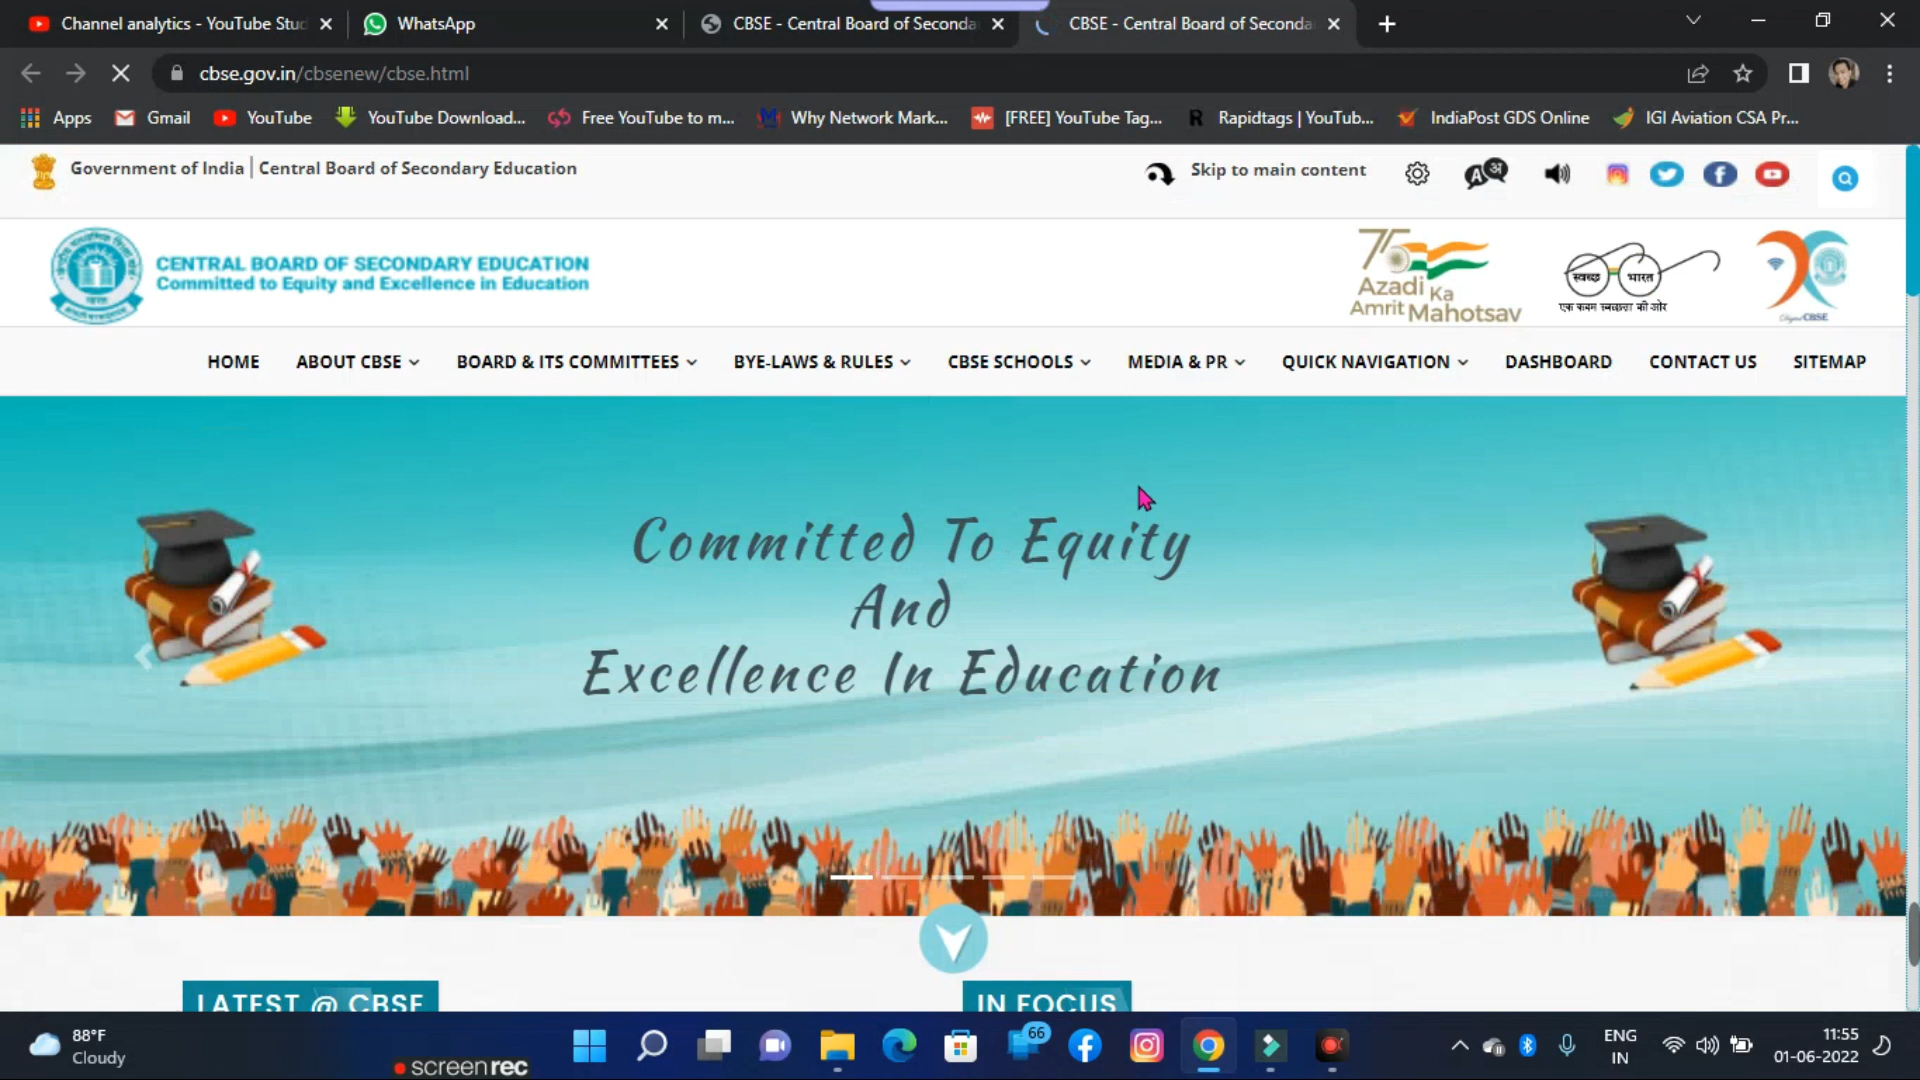 Channel analytics - YouTube Stud
WhatsApp
CBSE - Central Board of Seconda
CBSE - Central Board of Seconda
cbse.gov.in/cbsenew/cbse.html
Apps
Gmail
YouTube
YouTube Download...
Free YouTube to m...
Why Network Mark...
[FREE] YouTube Tag...
Rapidtags | YouTub...
IndiaPost GDS Online
IGI Aviation CSA Pr...
Government of India | Central Board of Secondary Education
Skip to main content
A अ
CENTRAL BOARD OF SECONDARY EDUCATION
Committed to Equity and Excellence in Education
75
Azadi Ka
Amrit Mahotsav
स्वच्छ भारत
एक कदम स्वच्छता की ओर
Digital CBSE
HOME
ABOUT CBSE
BOARD & ITS COMMITTEES
BYE-LAWS & RULES
CBSE SCHOOLS
MEDIA & PR
QUICK NAVIGATION
DASHBOARD
CONTACT US
SITEMAP
Committed To Equity
And
Excellence In Education
LATEST @ CBSE
IN FOCUS
88°F
Cloudy
screenrec
66
ENG
IN
11:55
01-06-2022